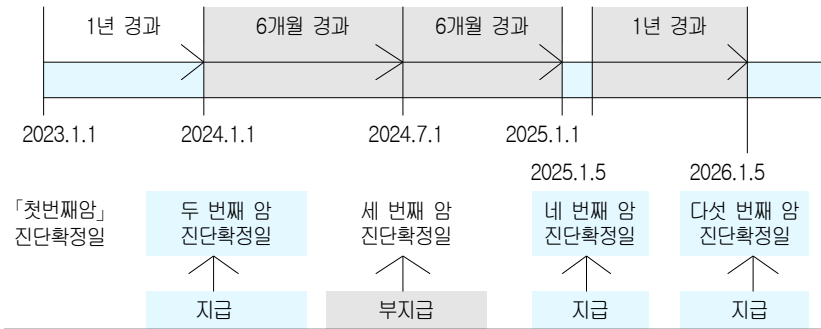 1년 경과 6개월 경과 6개월 경과 1년 경과
2023.1.1 2024.1.1 2024.7.1 2025.1.1
2025.1.5 2026.1.5
「첫번째암」 두 번째 암 세 번째 암 네 번째 암 다섯 번째 암
진단확정일 진단확정일 진단확정일 진단확정일 진단확정일
지급 부지급 지급 지급